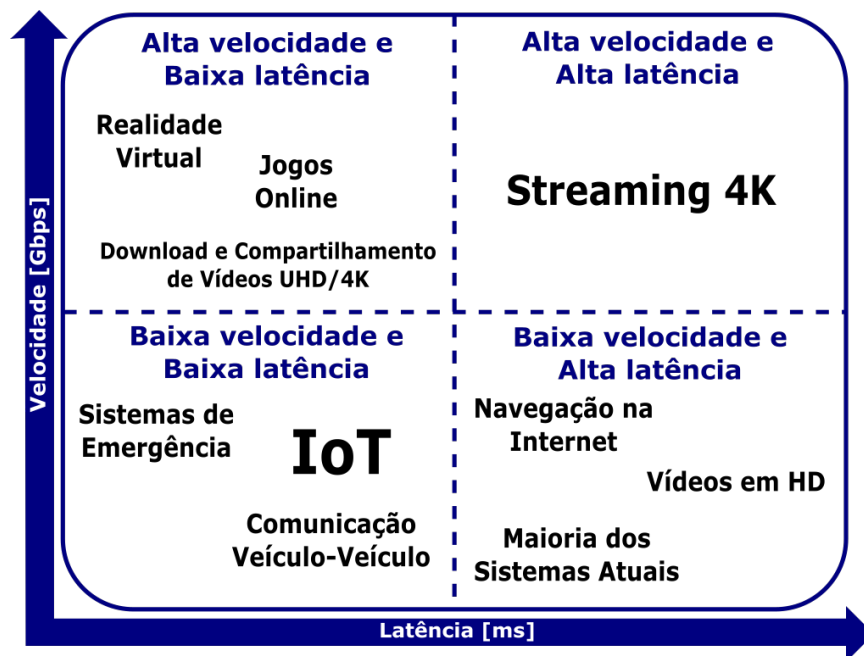 Alta velocidade e
Baixa latência
Realidade
Virtual
Jogos
Online
Download e Compartilhamento
de Vídeos UHD/4K
Alta velocidade e
Alta latência
Streaming 4K
Baixa velocidade e
Baixa latência
Sistemas de
Emergência
IoT
Comunicação
Veículo-Veículo
Baixa velocidade e
Alta latência
Navegação na
Internet
Vídeos em HD
Maioria dos
Sistemas Atuais
Velocidade [Gbps]
Latência [ms]